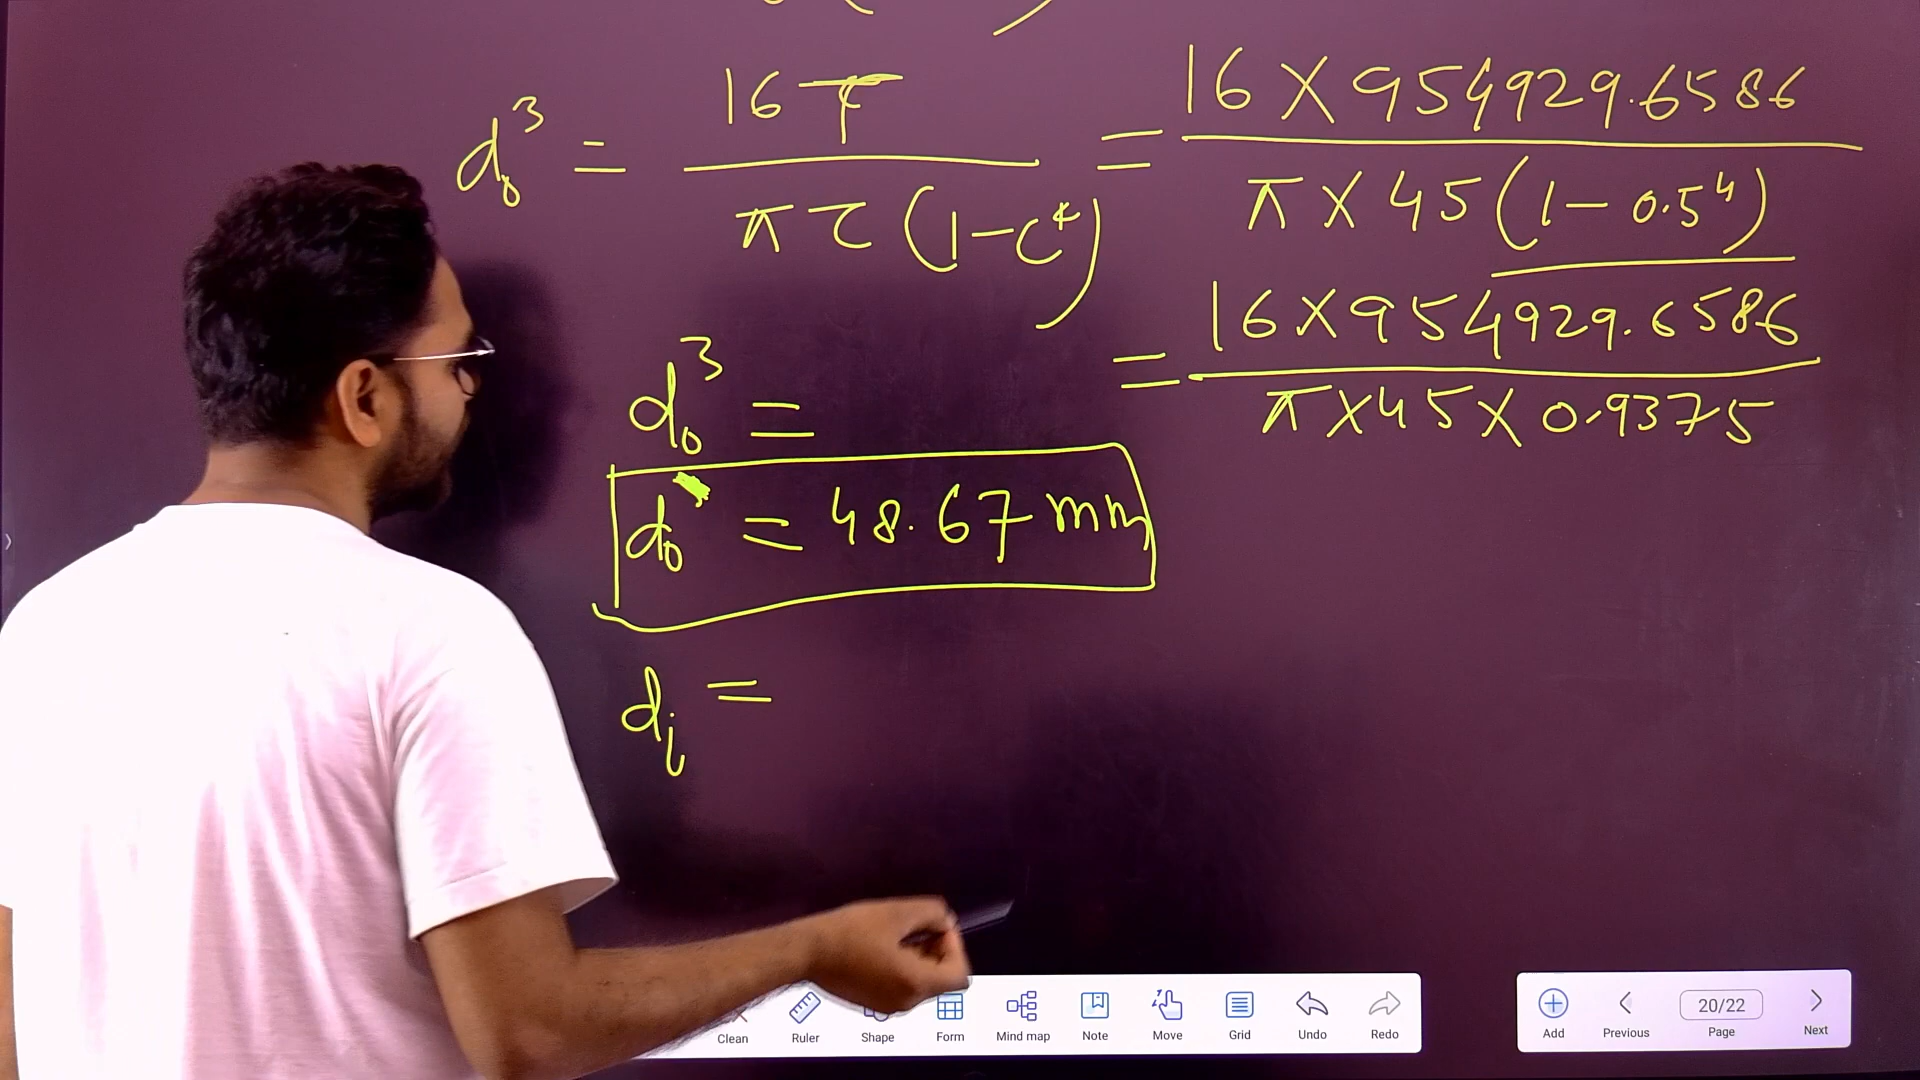 d₀³ = 16T / πτ(1-c⁴) = 16 X 954929.6586 / π X 45 (1 - 0.5⁴)
= 16 X 954929.6586 / π X 45 X 0.9375
d₀³ =
d₀ = 48.67 mm
dᵢ =
Clean Ruler Shape Form Mind map Note Move Grid Undo Redo
Add Previous 20/22 Page Next